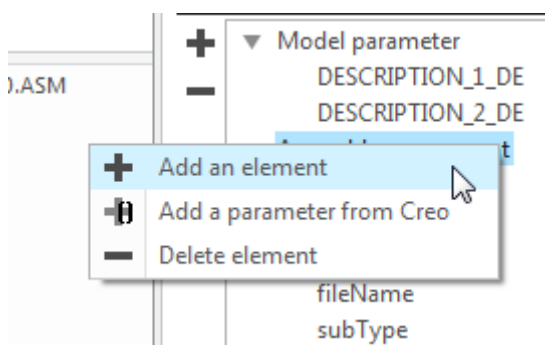 Model parameter
DESCRIPTION_1_DE
DESCRIPTION_2_DE
.ASM
Add an element
Add a parameter from Creo
Delete element
fileName
subType